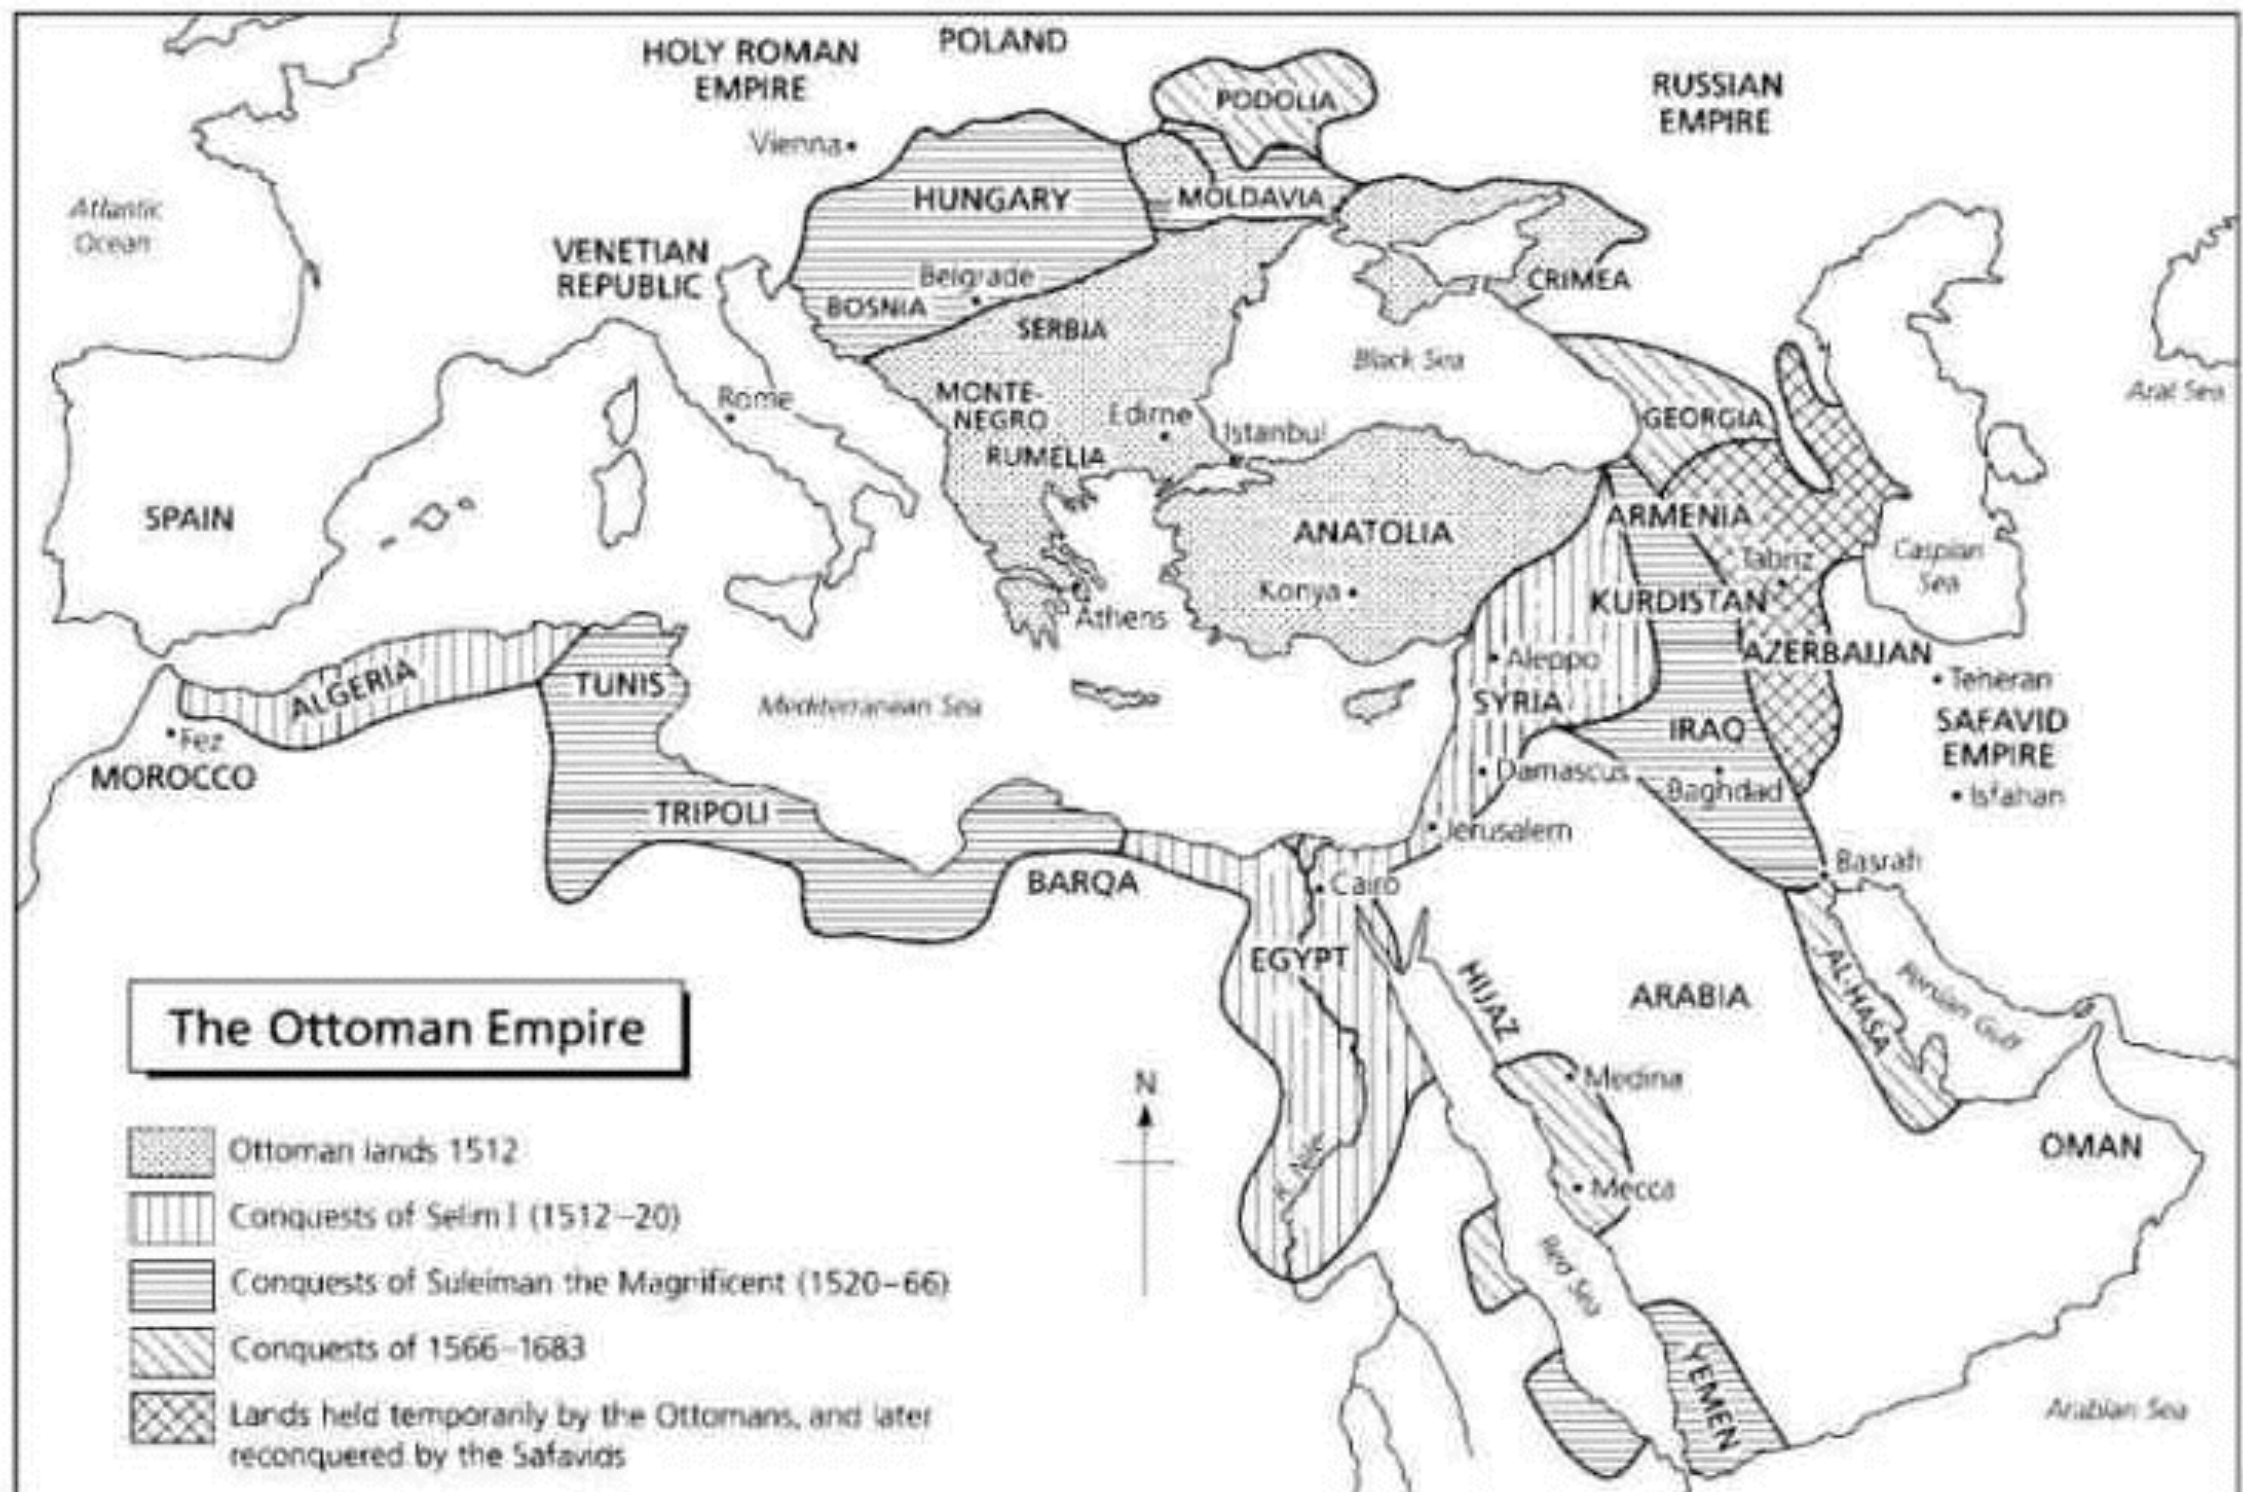 HOLY ROMAN
EMPIRE
POLAND
RUSSIAN
EMPIRE
PODOLIA
Vienna
Atlantic
Ocean
HUNGARY
MOLDAVIA
VENETIAN
REPUBLIC
Belgrade
BOSNIA
SERBIA
CRIMEA
Black Sea
Aral Sea
MONTE-
NEGRO
Rome
Edirne
Istanbul
RUMELIA
GEORGIA
SPAIN
ANATOLIA
ARMENIA
Tabriz
Caspian
Sea
Konya
Athens
KURDISTAN
AZERBAIJAN
Teheran
Aleppo
SYRIA
ALGERIA
TUNIS
Mediterranean Sea
IRAQ
SAFAVID
EMPIRE
Fez
MOROCCO
Damascus
Baghdad
Isfahan
TRIPOLI
Jerusalem
Basrah
BARQA
Cairo
EGYPT
HIJAZ
ARABIA
AL-HASA
Persian Gulf
Medina
OMAN
R. Nile
Mecca
Red Sea
YEMEN
Arabian Sea
N
The Ottoman Empire
Ottoman lands 1512
Conquests of Selim I (1512–20)
Conquests of Suleiman the Magnificent (1520–66)
Conquests of 1566–1683
Lands held temporarily by the Ottomans, and later
reconquered by the Safavids